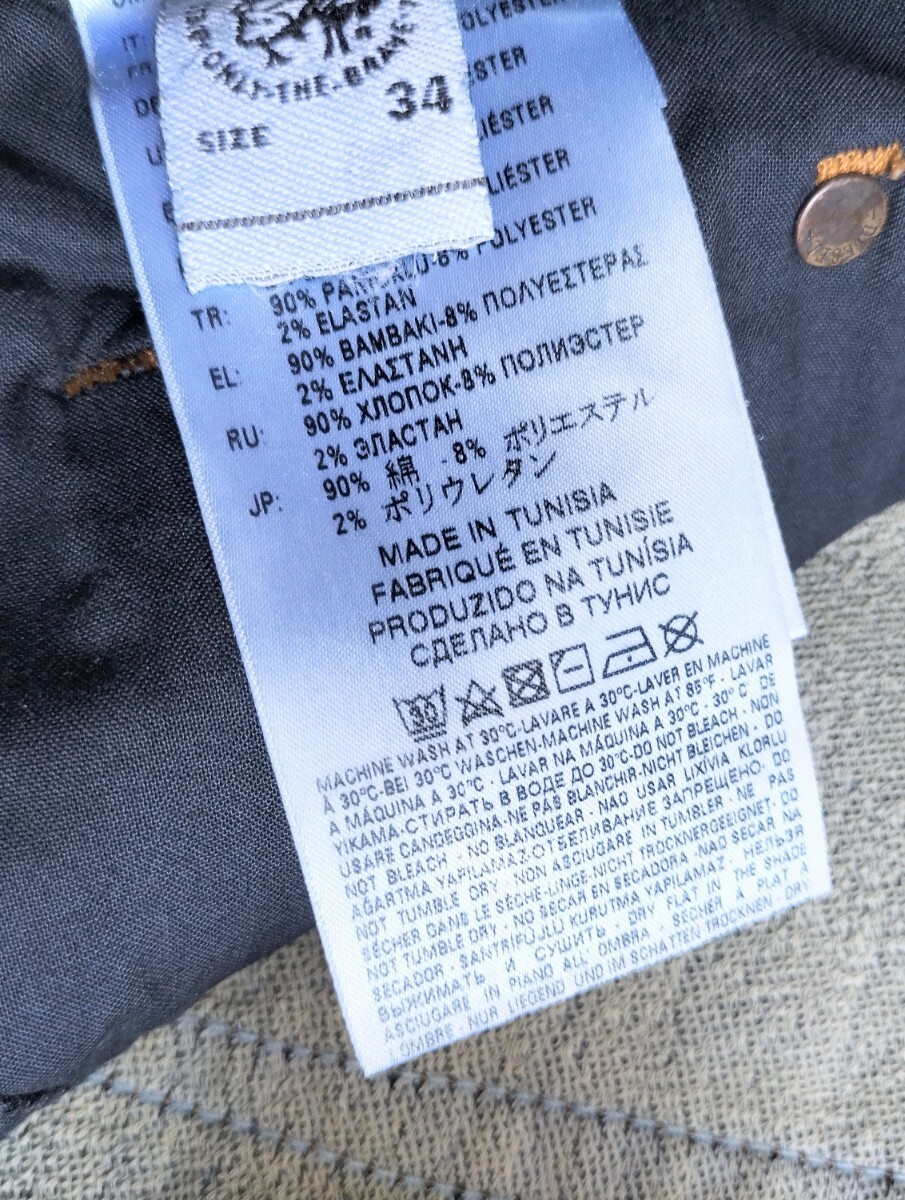 ONLY-THE-BRAVE
SIZE 34
OLYESTER
STER
IÉSTER
LIÉSTER
POLYESTER
TR: 90%
2% ELASTAN
EL: 90% ΒΑΜΒΑΚΙ-8% ΠΟΛΥΕΣΤΕΡΑΣ
2% ΕΛΑΣΤΑΝΗ
RU: 90% ХЛОПОК-8% ПОЛИЭСТЕР
2% ЭЛАСТАН
JP: 90% 綿 -8% ポリエステル
2% ポリウレタン
MADE IN TUNISIA
FABRIQUÉ EN TUNISIE
PRODUZIDO NA TUNÍSIA
СДЕЛАНО В ТУНИС
30
MACHINE WASH AT 30°C-LAVARE A 30°C-LAVER EN MACHINE
À 30°C-BEI 30°C WASCHEN-MACHINE WASH AT 85°F - LAVAR
A MÁQUINA A 30°C - LAVAR NA MÁQUINA A 30°C - 30° C' DE
YIKAMA-СТИРАТЬ В ВОДЕ ДО 30°C-DO NOT BLEACH - NON
USARE CANDEGGINA-NE PAS BLANCHIR-NICHT BLEICHEN - DO
NOT BLEACH - NO BLANQUEAR - NAO USAR LIXÍVIA KLORLU
AĞARTMA YAPILAMAZ-ОТБЕЛИВАНИЕ ЗАПРЕЩЕНО- DO
NOT TUMBLE DRY - NON ASCIUGARE IN TUMBLER - NE PAS
SÉCHER DANS LE SÈCHE-LINGE-NICHT TROCKNERGEEIGNET- DO
NOT TUMBLE DRY - NO SECAR EN SECADORA - NAO SECAR NA
SECADOR - SANTRIFÜJLÜ KURUTMA YAPILAMAZ - НЕЛЬЗЯ
ВЫЖИМАТЬ И СУШИТЬ - DRY FLAT IN THE SHADE
ASCIUGARE IN PIANO ALL' OMBRA - SÉCHER À PLAT A
L'OMBRE - NUR LIEGEND UND IM SCHATTEN TROCKNEN - DRY